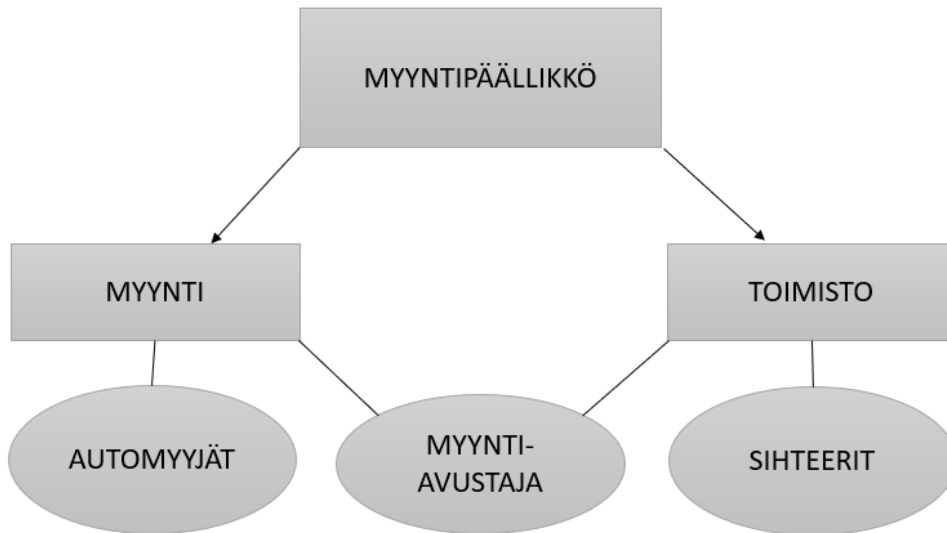 MYYNTIPÄÄLLIKKÖ
MYYNTI
TOIMISTO
AUTOMYYJÄT
MYYNTI-
AVUSTAJA
SIHTEERIT